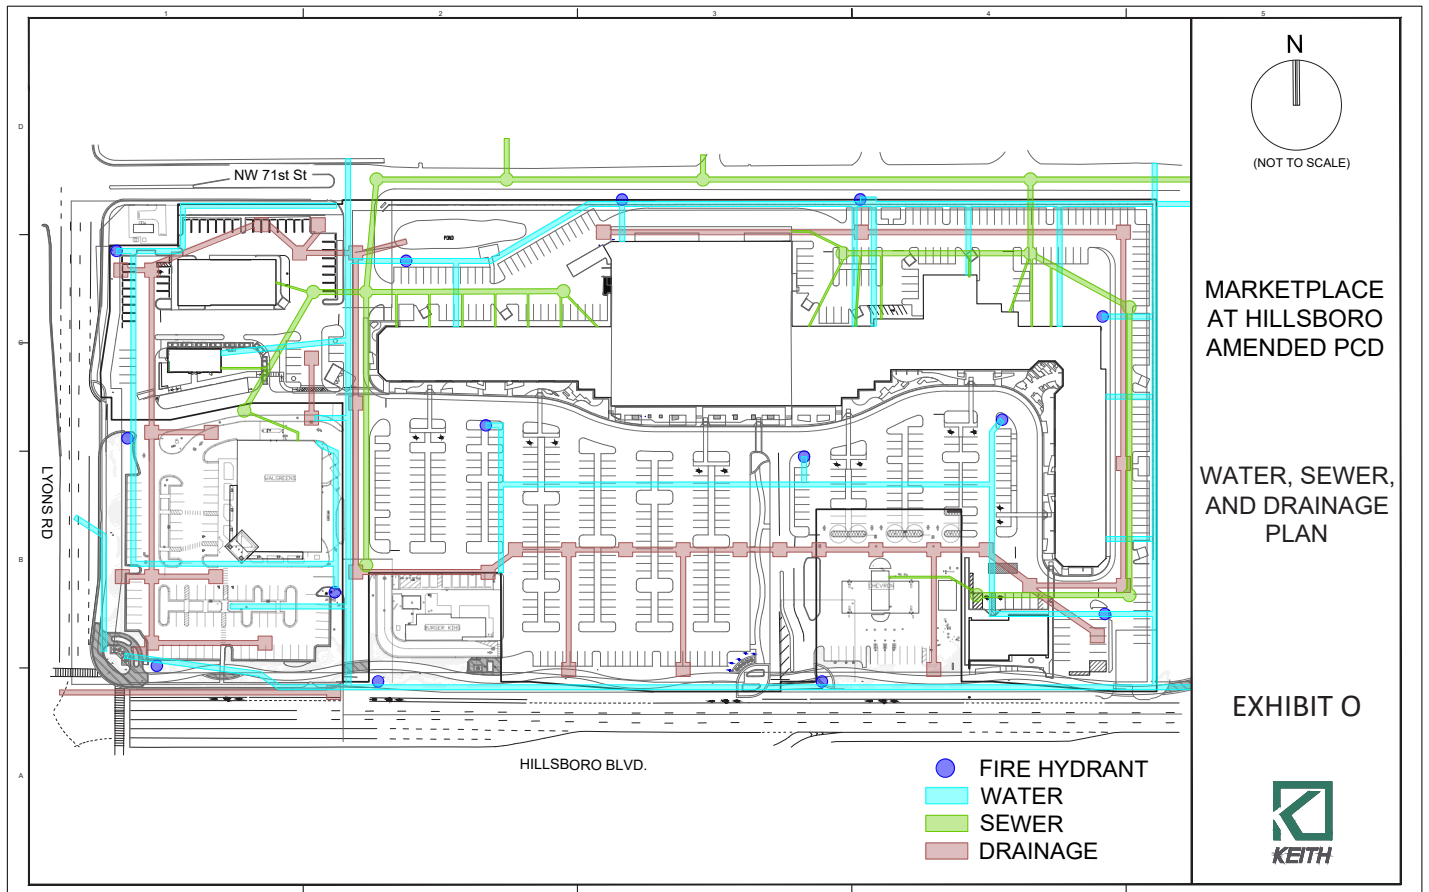 1 2 3 4 5
D
C
B
A
NW 71st St
POND
LYONS RD
WALGREENS
BURGER KING
CHEVRON
HILLSBORO BLVD.
FIRE HYDRANT
WATER
SEWER
DRAINAGE
N
(NOT TO SCALE)
MARKETPLACE
AT HILLSBORO
AMENDED PCD
WATER, SEWER,
AND DRAINAGE
PLAN
EXHIBIT O
KEITH